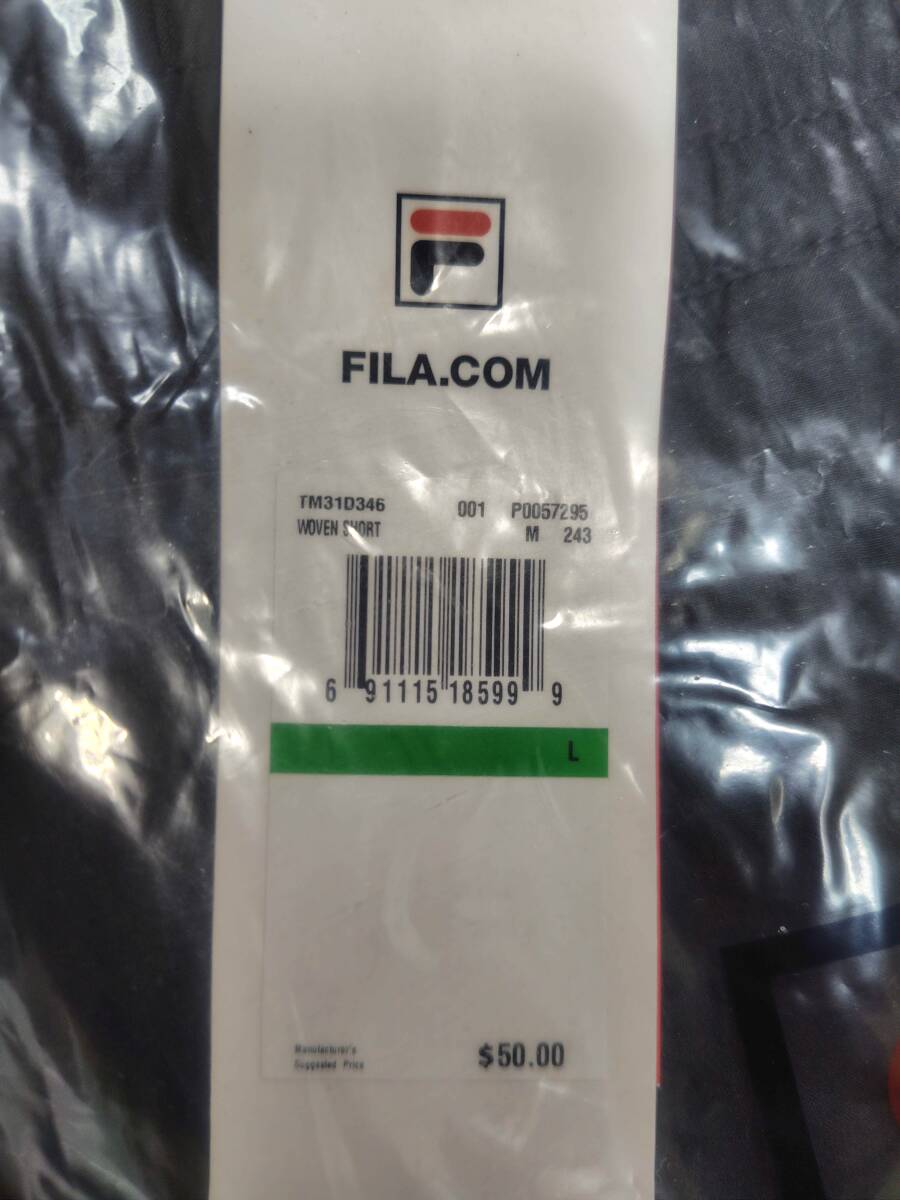 F
FILA.COM
TM31D346 001 P0057295
WOVEN SHORT M 243
6 91115 18599 9
L
Manufacturer's
Suggested Price
$50.00